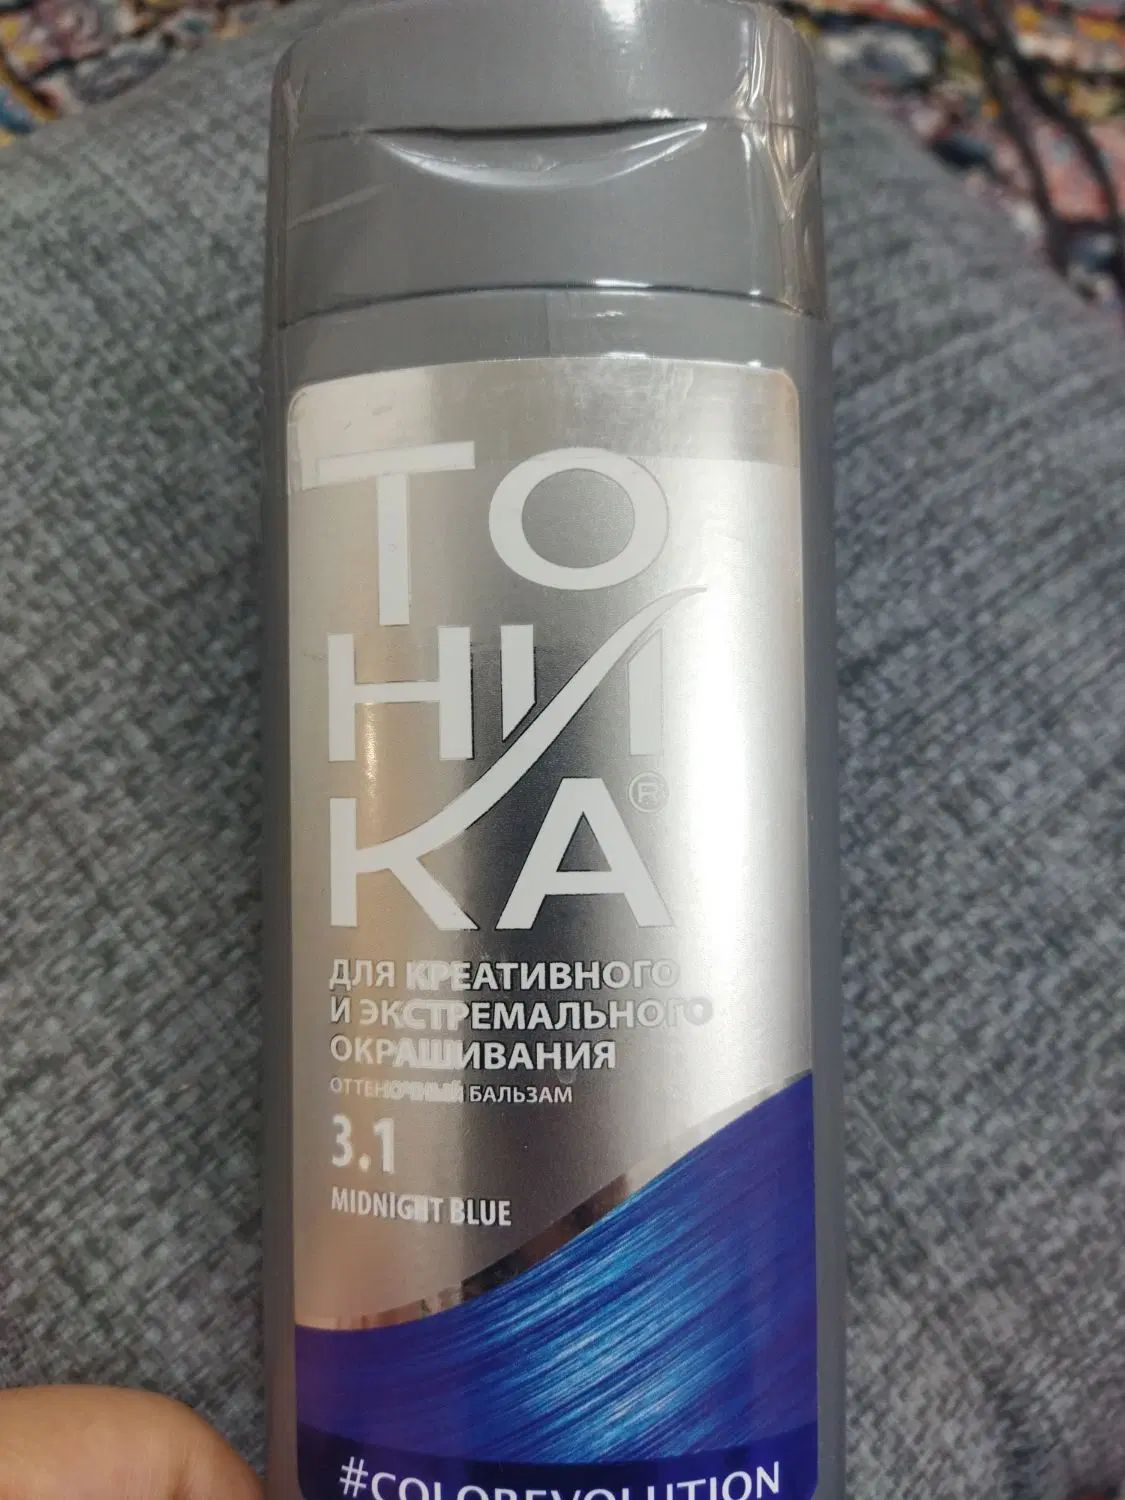 ТО
НИ
КА®
ДЛЯ КРЕАТИВНОГО
И ЭКСТРЕМАЛЬНОГО
ОКРАШИВАНИЯ
ОТТЕНОЧНЫЙ БАЛЬЗАМ
3.1
MIDNIGHT BLUE
#COLOREVOLUTION